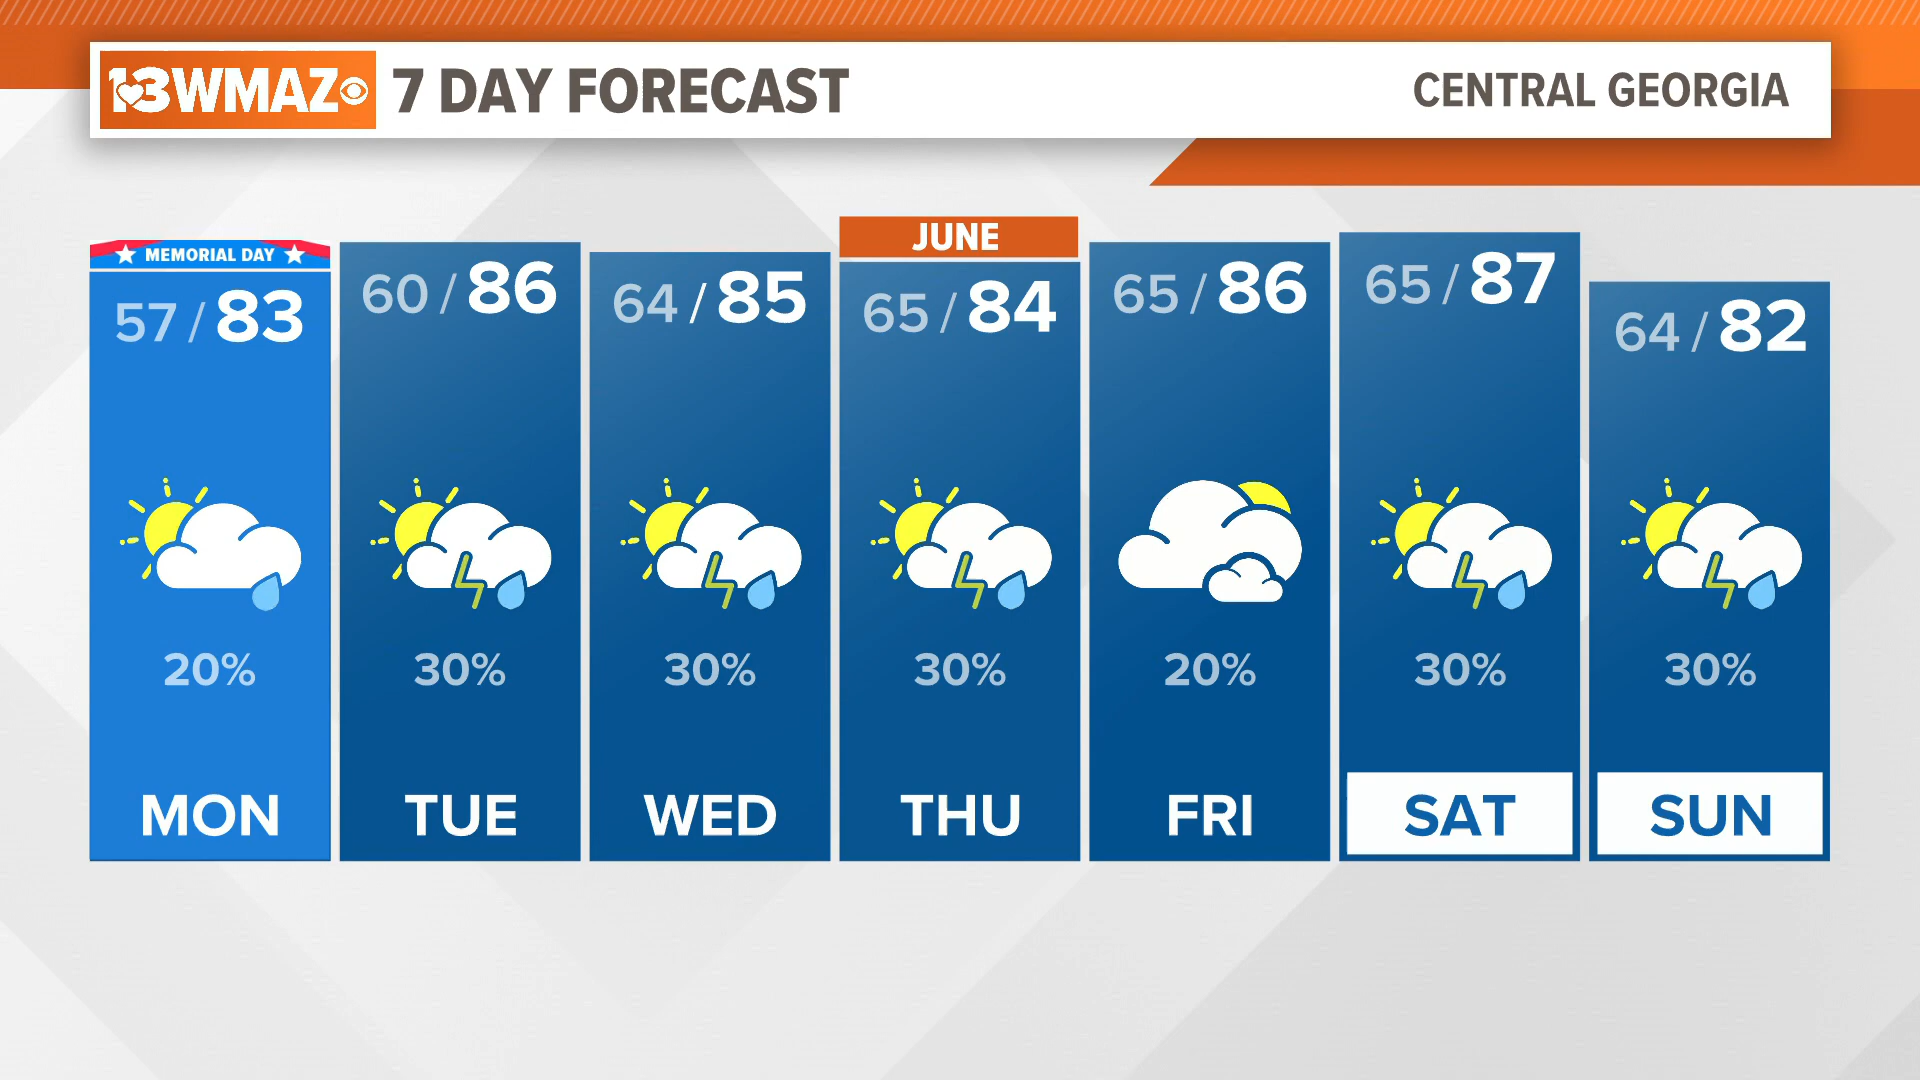 13WMAZ 7 DAY FORECAST CENTRAL GEORGIA
JUNE
MEMORIAL DAY
57 / 83 60 / 86 64 / 85 65 / 84 65 / 86 65 / 87 64 / 82
20% 30% 30% 30% 20% 30% 30%
MON TUE WED THU FRI SAT SUN